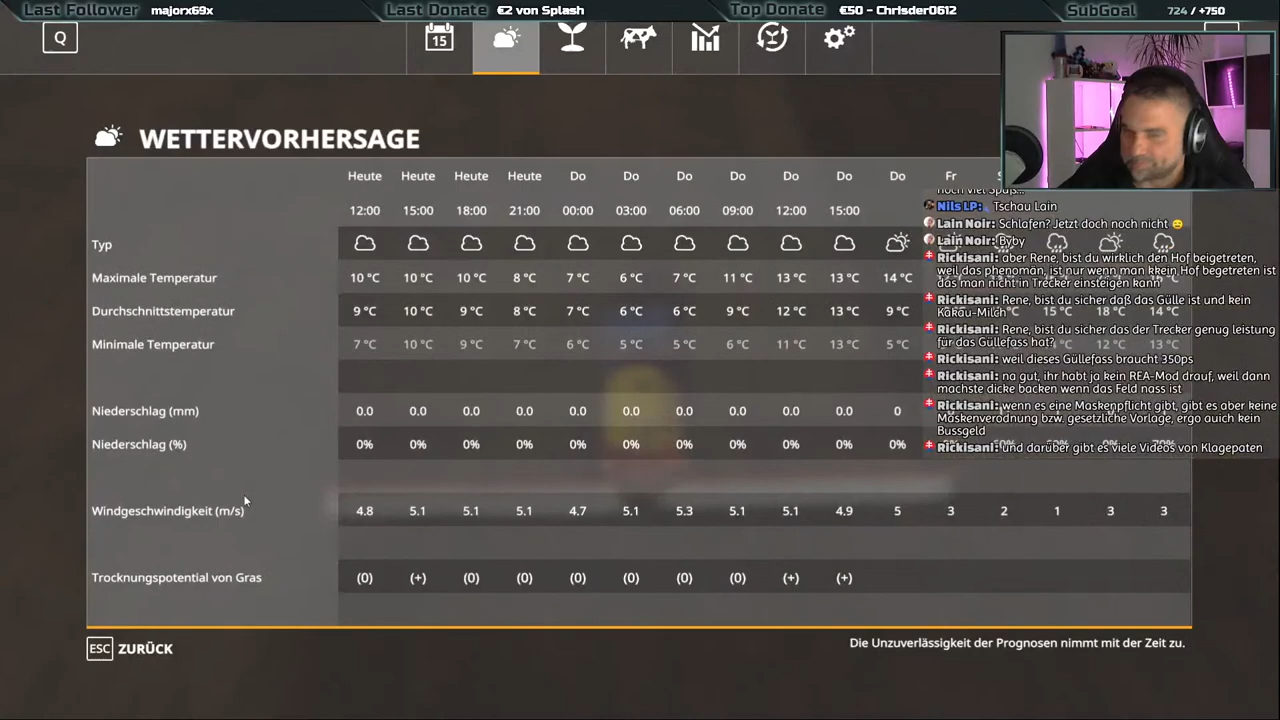 Last Follower majorx69x Last Donate €2 von Splash Top Donate €50 - Chrisder0612 SubGoal 724 / +750
Q
15
WETTERVORHERSAGE
Heute Heute Heute Heute Do Do Do Do Do Do Do Fr
12:00 15:00 18:00 21:00 00:00 03:00 06:00 09:00 12:00 15:00
Typ
Maximale Temperatur 10 °C 10 °C 10 °C 8 °C 7 °C 6 °C 7 °C 11 °C 13 °C 13 °C 14 °C
Durchschnittstemperatur 9 °C 10 °C 9 °C 8 °C 7 °C 6 °C 6 °C 9 °C 12 °C 13 °C 9 °C 15 °C 18 °C 14 °C
Minimale Temperatur 7 °C 10 °C 9 °C 7 °C 6 °C 5 °C 5 °C 6 °C 11 °C 13 °C 5 °C 12 °C 13 °C
Niederschlag (mm) 0.0 0.0 0.0 0.0 0.0 0.0 0.0 0.0 0.0 0.0 0
Niederschlag (%) 0% 0% 0% 0% 0% 0% 0% 0% 0% 0% 0%
Windgeschwindigkeit (m/s) 4.8 5.1 5.1 5.1 4.7 5.1 5.3 5.1 5.1 4.9 5 3 2 1 3 3
Trocknungspotential von Gras (0) (+) (0) (0) (0) (0) (0) (0) (+) (+)
noch viel Spaß...
Nils LP: Tschau Lain
Lain Noir: Schlafen? Jetzt doch noch nicht
Lain Noir: Byby
Rickisani: aber Rene, bist du wirklich den Hof beigetreten,
weil das phenomän, ist nur wenn man kkein Hof begetreten ist
das man nicht in Trecker einsteigen kann
Rickisani: Rene, bist du sicher daß das Gülle ist und kein
Kakau-Milch
Rickisani: Rene, bist du sicher das der Trecker genug leistung
für das Güllefass hat?
Rickisani: weil dieses Güllefass braucht 350ps
Rickisani: na gut, ihr habt ja kein REA-Mod drauf, weil dann
machste dicke backen wenn das Feld nass ist
Rickisani: wenn es eine Maskenpflicht gibt, gibt es aber keine
Maskenverodnung bzw. gesetzliche Vorlage, ergo auich kein
Bussgeld
Rickisani: und darüber gibt es viele Videos von Klagepaten
ESC ZURÜCK
Die Unzuverlässigkeit der Prognosen nimmt mit der Zeit zu.